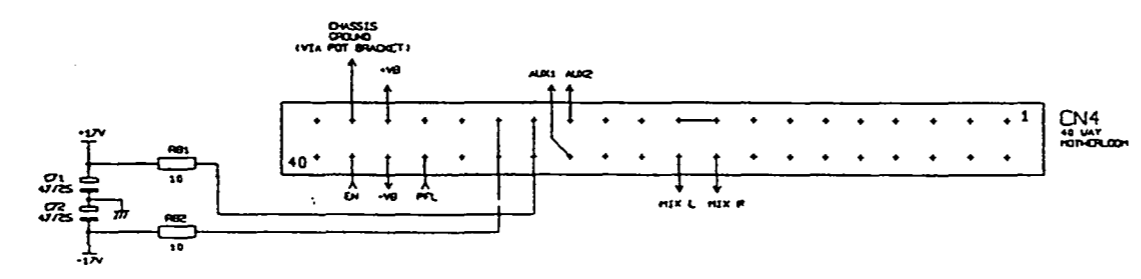 CHASSIS
GROUND
(VIA POT BRACKET)
+VB
AUX1 AUX2
1
CN4
40 WAY
MOTHERLOOM
+17V
R81
10
40
C71
47/25
C72
47/25
EN -VB PFL
MIX L MIX R
R82
10
-17V